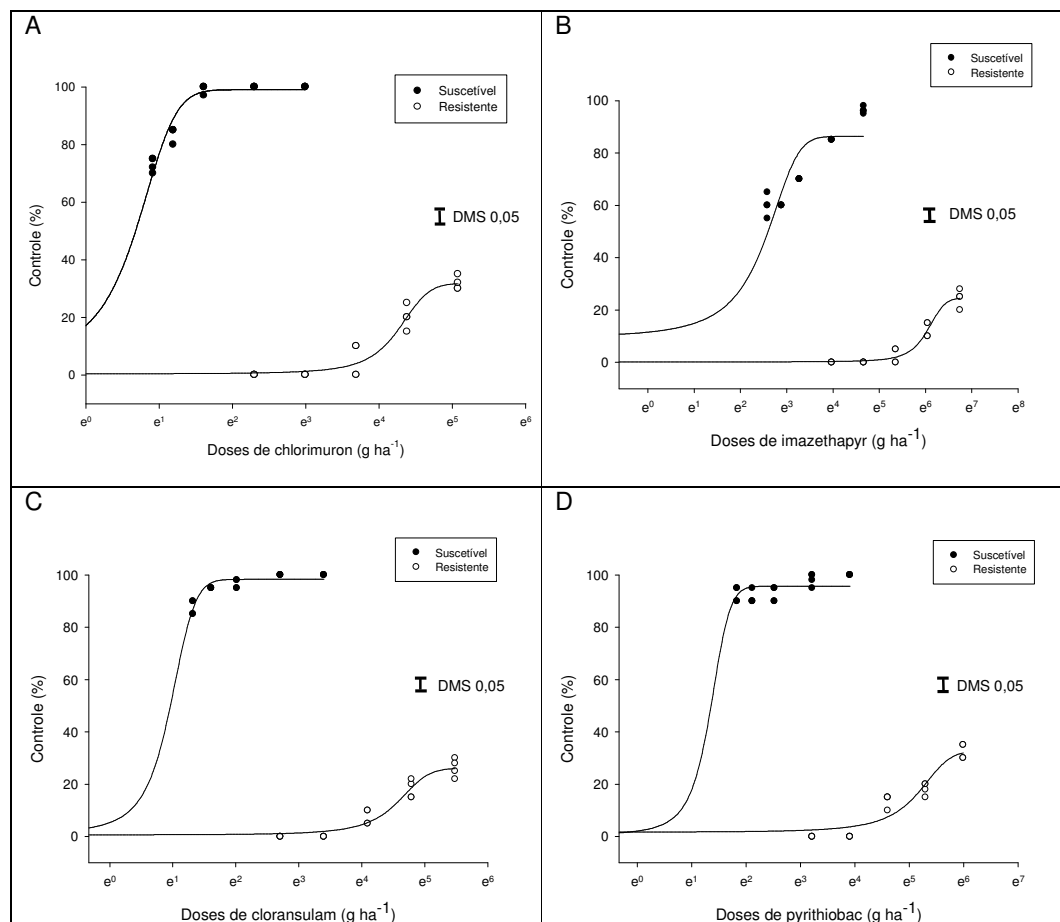 A
Suscetível
Resistente
100
80
60
40
20
0
Controle (%)
DMS 0,05
e⁰ e¹ e² e³ e⁴ e⁵ e⁶
Doses de chlorimuron (g ha⁻¹)
B
Suscetível
Resistente
100
80
60
40
20
0
Controle (%)
DMS 0,05
e⁰ e¹ e² e³ e⁴ e⁵ e⁶ e⁷ e⁸
Doses de imazethapyr (g ha⁻¹)
C
Suscetível
Resistente
100
80
60
40
20
0
Controle (%)
DMS 0,05
e⁰ e¹ e² e³ e⁴ e⁵ e⁶
Doses de cloransulam (g ha⁻¹)
D
Suscetível
Resistente
100
80
60
40
20
0
Controle (%)
DMS 0,05
e⁰ e¹ e² e³ e⁴ e⁵ e⁶ e⁷
Doses de pyrithiobac (g ha⁻¹)